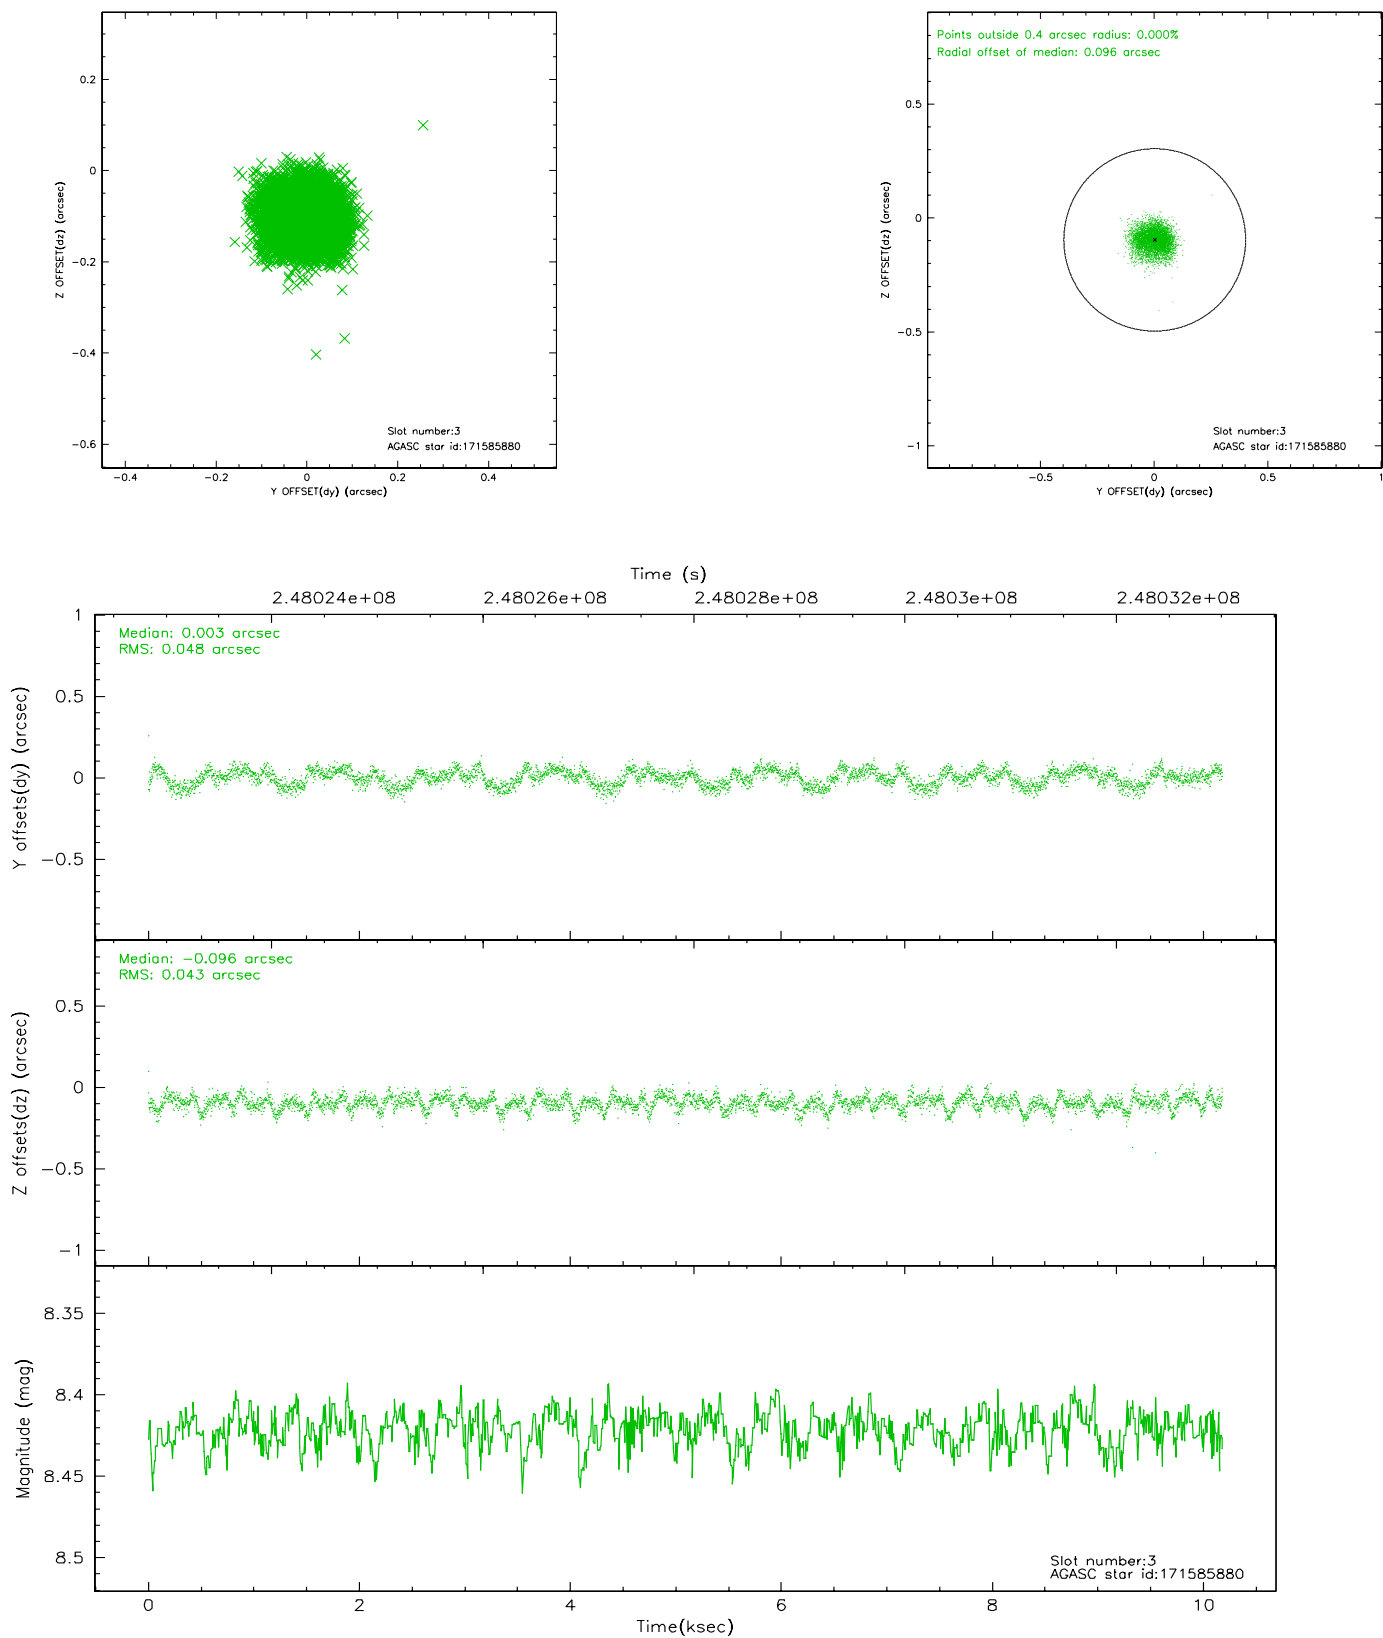 0.2
0
-0.2
-0.4
-0.6
Z OFFSET(dz) (arcsec)
Slot number:3
AGASC star id:171585880
-0.4 -0.2 0 0.2 0.4
Y OFFSET(dy) (arcsec)
Points outside 0.4 arcsec radius: 0.000%
Radial offset of median: 0.096 arcsec
0.5
0
-0.5
-1
Z OFFSET(dz) (arcsec)
Slot number:3
AGASC star id:171585880
-0.5 0 0.5 1
Y OFFSET(dy) (arcsec)
Time (s)
2.48024e+08 2.48026e+08 2.48028e+08 2.4803e+08 2.48032e+08
Median: 0.003 arcsec
RMS: 0.048 arcsec
1
0.5
0
-0.5
Y offsets(dy) (arcsec)
Median: -0.096 arcsec
RMS: 0.043 arcsec
0.5
0
-0.5
-1
Z offsets(dz) (arcsec)
8.35
8.4
8.45
8.5
Magnitude (mag)
Slot number:3
AGASC star id:171585880
0 2 4 6 8 10
Time(ksec)